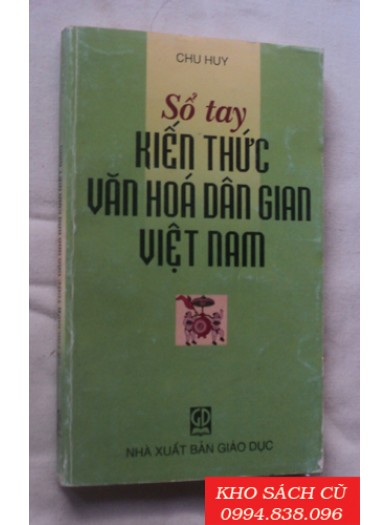 CHU HUY
Sổ tay
KIẾN THỨC
VĂN HOÁ DÂN GIAN
VIỆT NAM
GD
NHÀ XUẤT BẢN GIÁO DỤC
KHO SÁCH CŨ
0994.838.096